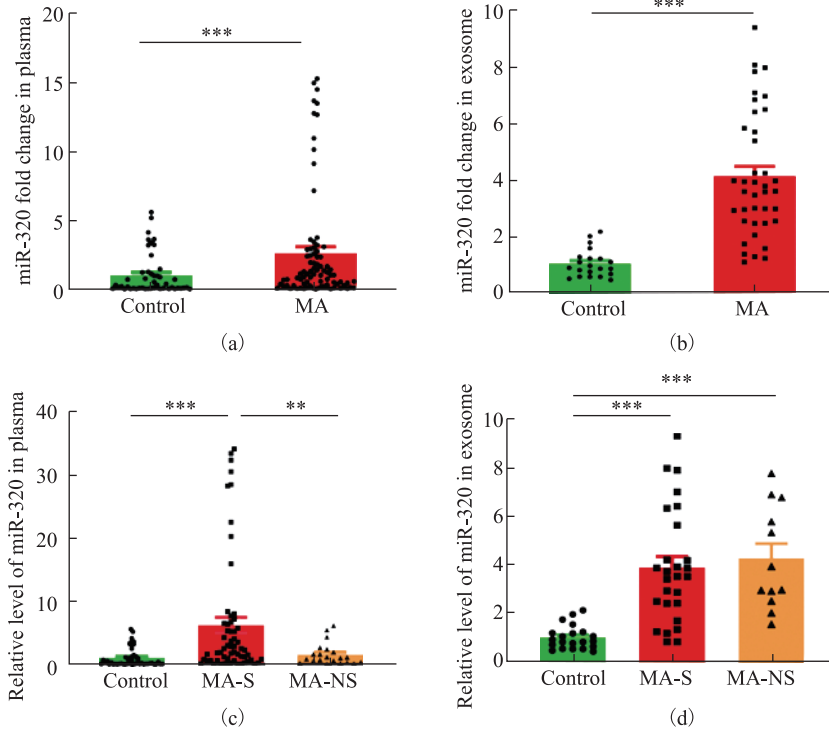 ***
miR-320 fold change in plasma
20
15
10
5
0
Control
MA
(a)
***
miR-320 fold change in exosome
10
8
6
4
2
0
Control
MA
(b)
***
**
Relative level of miR-320 in plasma
40
30
20
10
0
Control
MA-S
MA-NS
(c)
***
***
Relative level of miR-320 in exosome
10
8
6
4
2
0
Control
MA-S
MA-NS
(d)